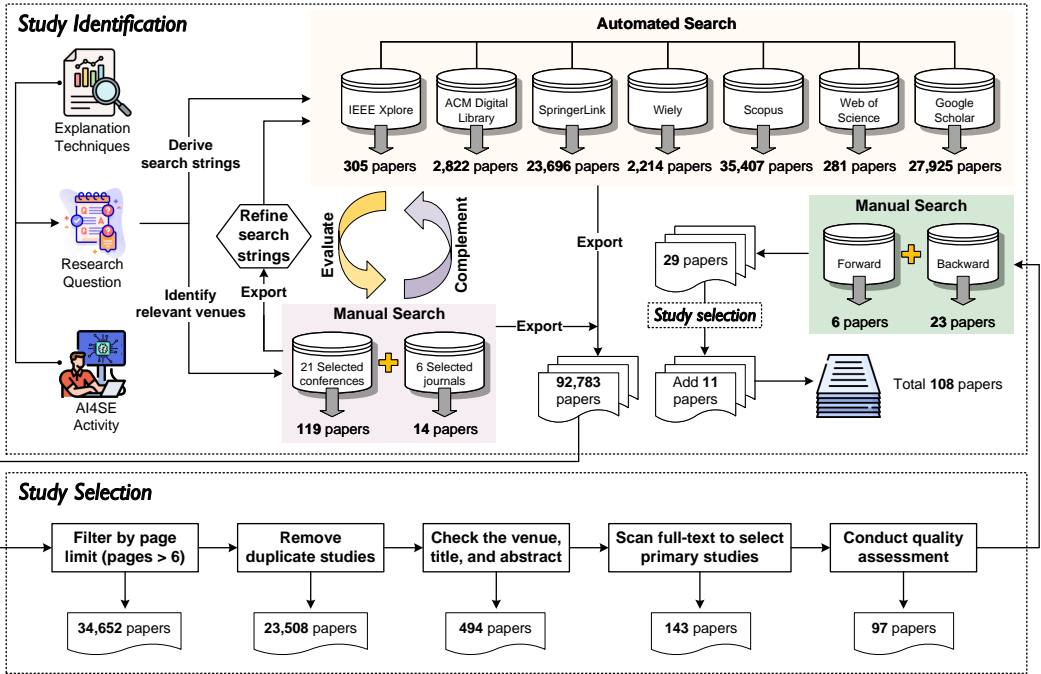 Study Identification
Explanation
Techniques
Research
Question
AI4SE
Activity
Derive
search strings
Identify
relevant venues
Refine
search
strings
Export
Evaluate
Complement
Automated Search
IEEE Xplore
305 papers
ACM Digital
Library
2,822 papers
SpringerLink
23,696 papers
Wiely
2,214 papers
Scopus
35,407 papers
Web of
Science
281 papers
Google
Scholar
27,925 papers
Manual Search
21 Selected
conferences
119 papers
6 Selected
journals
14 papers
Export
Export
92,783
papers
Manual Search
Forward
6 papers
Backward
23 papers
29 papers
Study selection
Add 11
papers
Total 108 papers
Study Selection
Filter by page
limit (pages > 6)
34,652 papers
Remove
duplicate studies
23,508 papers
Check the venue,
title, and abstract
494 papers
Scan full-text to select
primary studies
143 papers
Conduct quality
assessment
97 papers